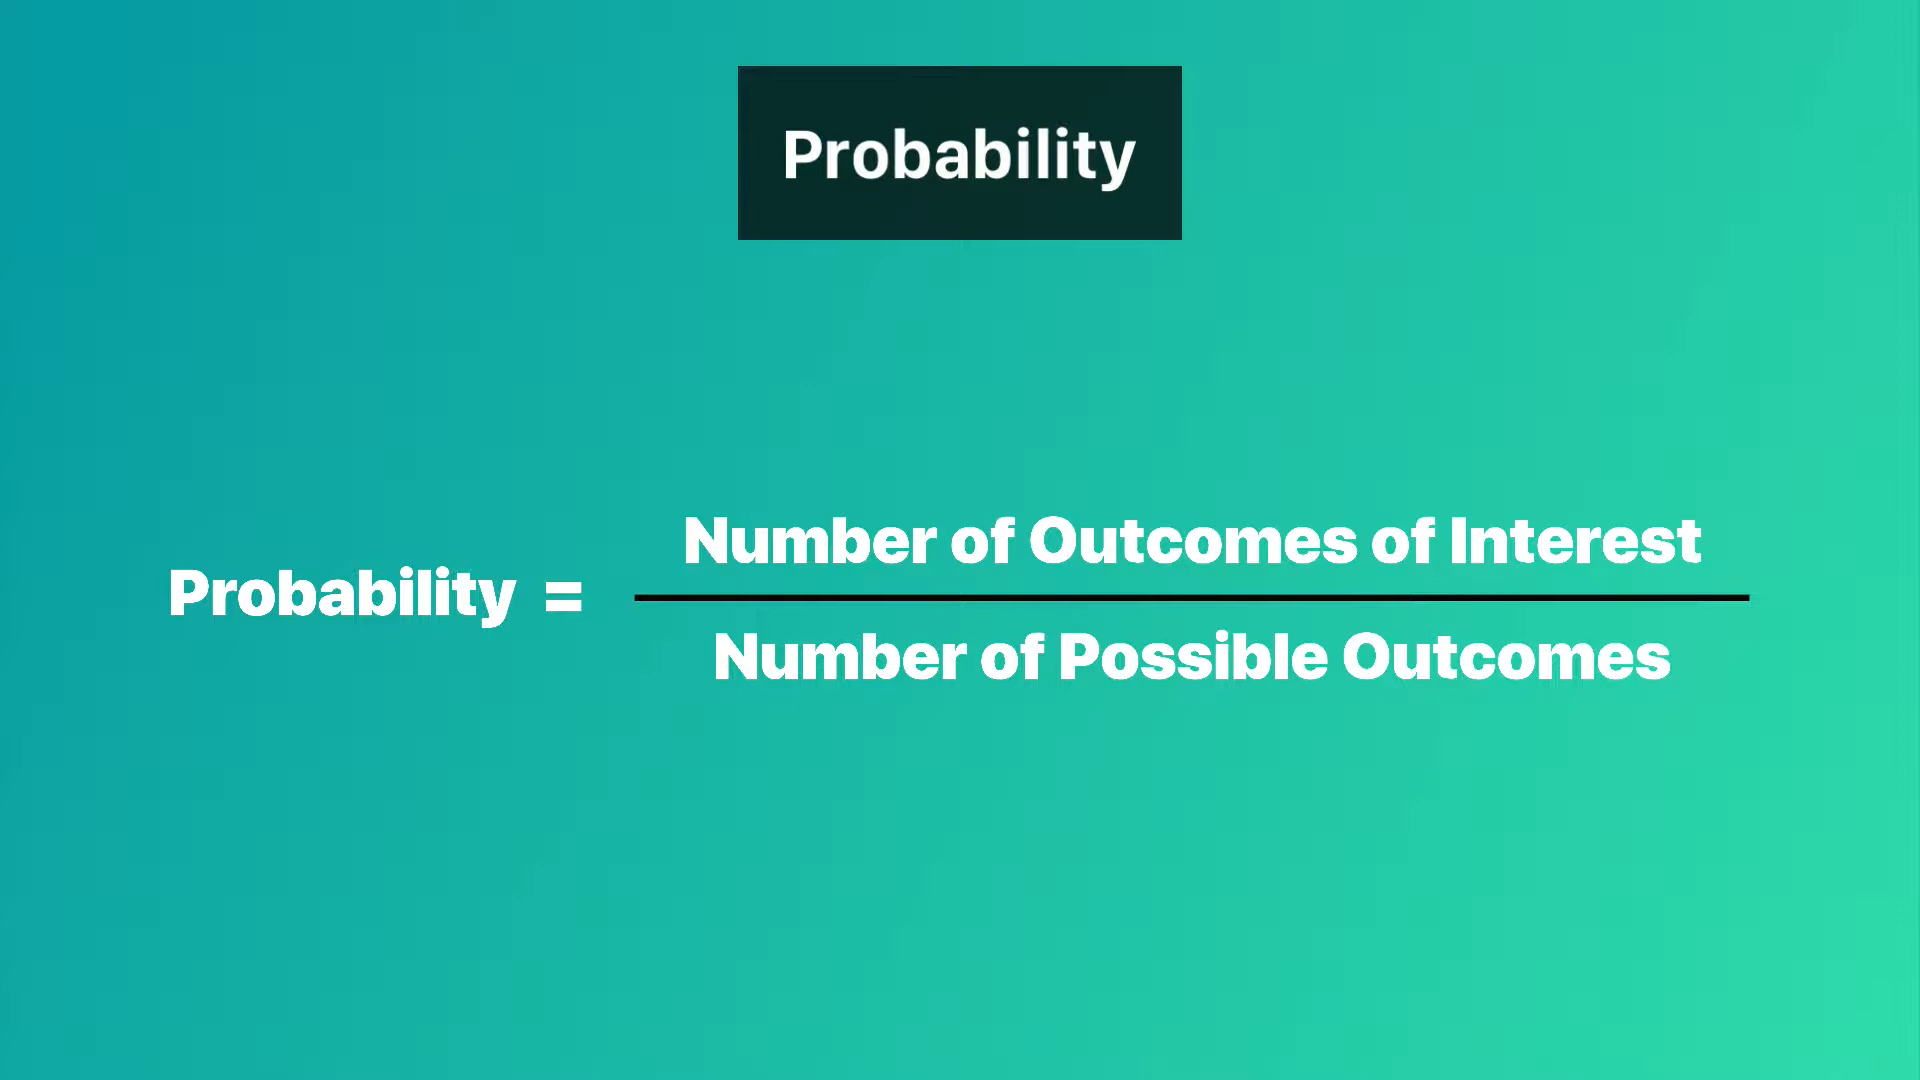 Probability
Number of Outcomes of Interest
Probability =
Number of Possible Outcomes